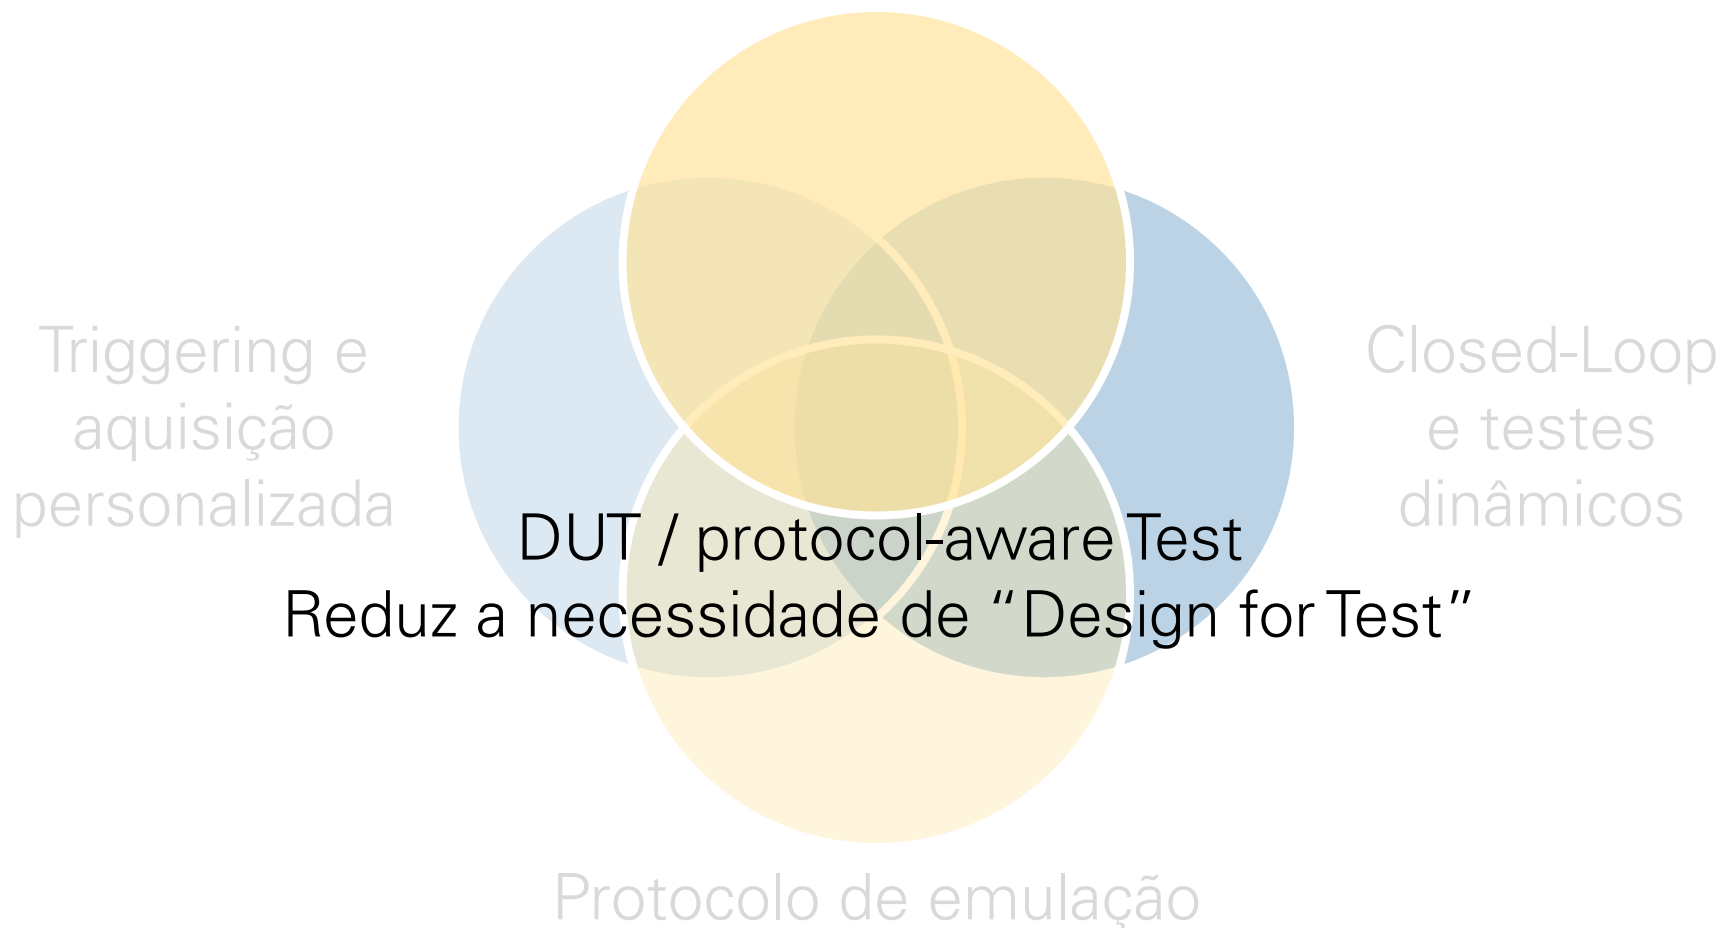 Triggering e
aquisição
personalizada
Closed-Loop
e testes
dinâmicos
DUT / protocol-aware Test
Reduz a necessidade de “Design for Test”
Protocolo de emulação